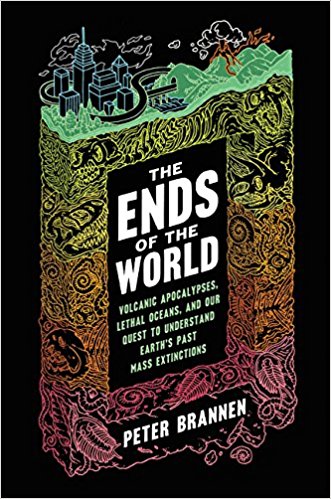 THE
ENDS
OF THE
WORLD
VOLCANIC APOCALYPSES,
LETHAL OCEANS, AND OUR
QUEST TO UNDERSTAND
EARTH'S PAST
MASS EXTINCTIONS
PETER BRANNEN